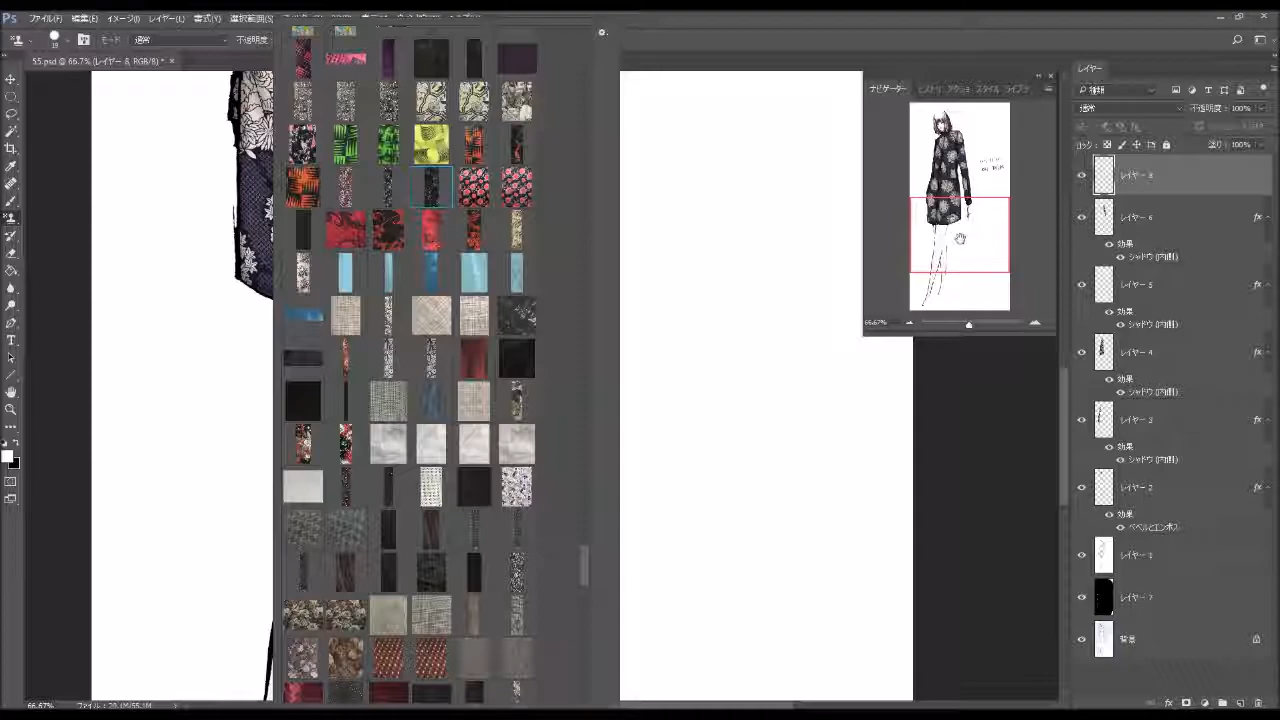 Ps ファイル(F) 編集(E) イメージ(I) レイヤー(L) 書式(Y) 選択範囲(S)
19 モード: 通常 不透明度:
55.psd @ 66.7% (レイヤー 8, RGB/8) * ×
レイヤー
ナビゲーター ヒストリ アクショ スタイル ライブラ
種類
通常 不透明度: 100%
ロック: 塗り: 100%
レイヤー 8
レイヤー 6 fx
効果
シャドウ (内側)
レイヤー 5 fx
効果
シャドウ (内側)
66.67%
レイヤー 4 fx
効果
シャドウ (内側)
レイヤー 3 fx
効果
シャドウ (内側)
レイヤー 2 fx
効果
ベベルとエンボス
レイヤー 1
レイヤー 7
背景
66.67%
fx